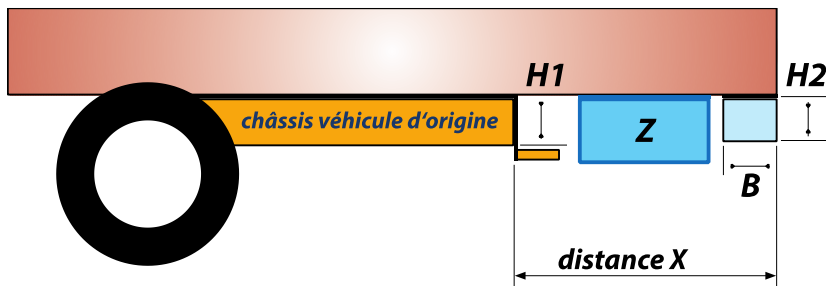 H1
H2
châssis véhicule d‘origine
Z
B
distance X